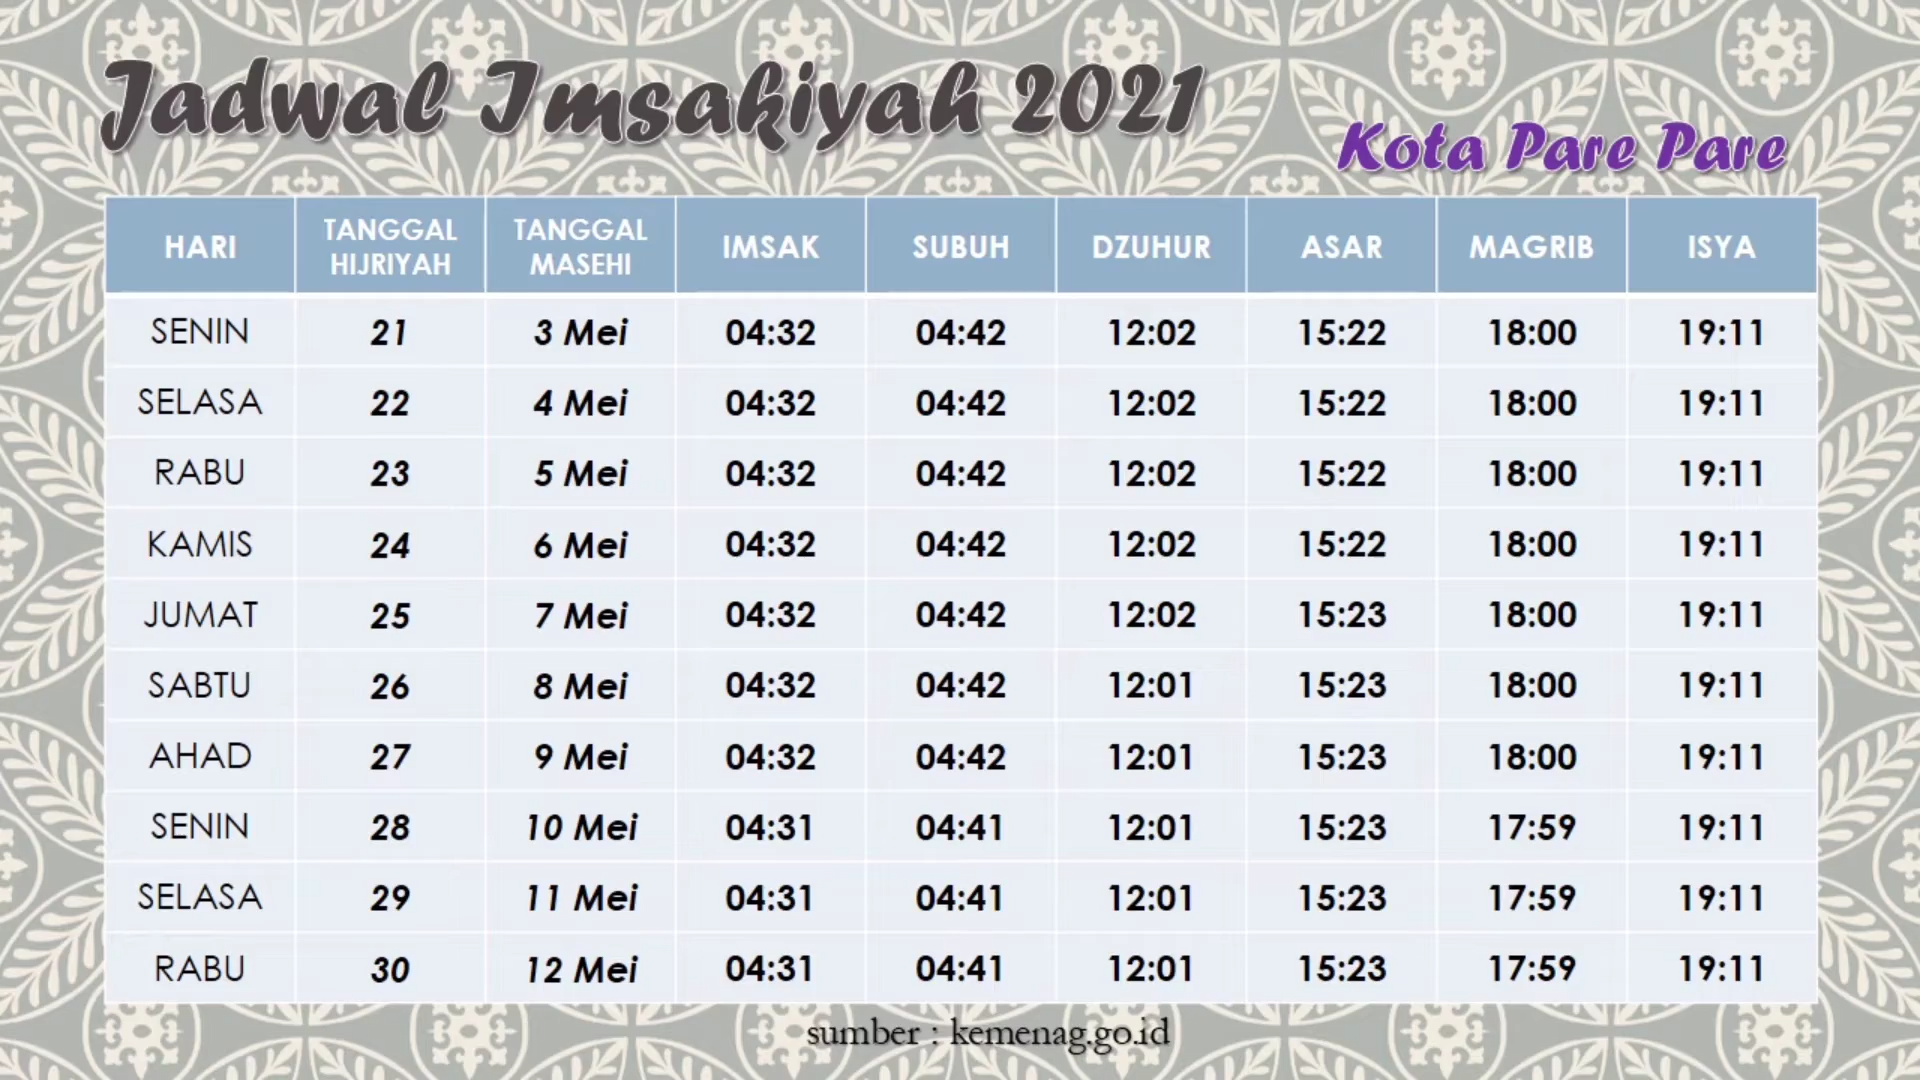 Jadwal Imsakiyah 2021
Kota Pare Pare
HARI TANGGAL HIJRIYAH TANGGAL MASEHI IMSAK SUBUH DZUHUR ASAR MAGRIB ISYA
SENIN 21 3 Mei 04:32 04:42 12:02 15:22 18:00 19:11
SELASA 22 4 Mei 04:32 04:42 12:02 15:22 18:00 19:11
RABU 23 5 Mei 04:32 04:42 12:02 15:22 18:00 19:11
KAMIS 24 6 Mei 04:32 04:42 12:02 15:22 18:00 19:11
JUMAT 25 7 Mei 04:32 04:42 12:02 15:23 18:00 19:11
SABTU 26 8 Mei 04:32 04:42 12:01 15:23 18:00 19:11
AHAD 27 9 Mei 04:32 04:42 12:01 15:23 18:00 19:11
SENIN 28 10 Mei 04:31 04:41 12:01 15:23 17:59 19:11
SELASA 29 11 Mei 04:31 04:41 12:01 15:23 17:59 19:11
RABU 30 12 Mei 04:31 04:41 12:01 15:23 17:59 19:11
sumber : kemenag.go.id